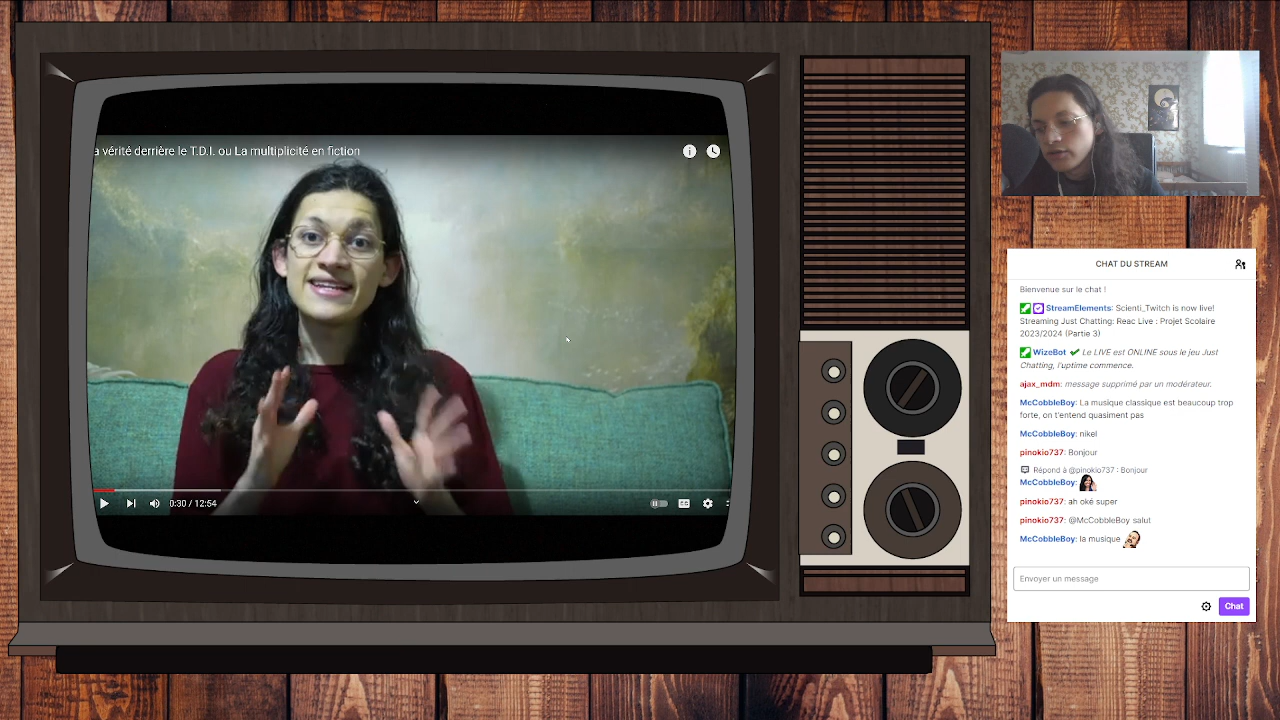 a vérité derrière le T.D.I. ou La multiplicité en fiction
0:30 / 12:54
CHAT DU STREAM
Bienvenue sur le chat !
StreamElements: Scienti_Twitch is now live!
Streaming Just Chatting: Reac Live : Projet Scolaire
2023/2024 (Partie 3)
WizeBot ✔ Le LIVE est ONLINE sous le jeu Just
Chatting, l'uptime commence.
ajax_mdm: message supprimé par un modérateur.
McCobbleBoy: La musique classique est beaucoup trop
forte, on t'entend quasiment pas
McCobbleBoy: nikel
pinokio737: Bonjour
Répond à @pinokio737 : Bonjour
McCobbleBoy:
pinokio737: ah oké super
pinokio737: @McCobbleBoy salut
McCobbleBoy: la musique
Envoyer un message
Chat